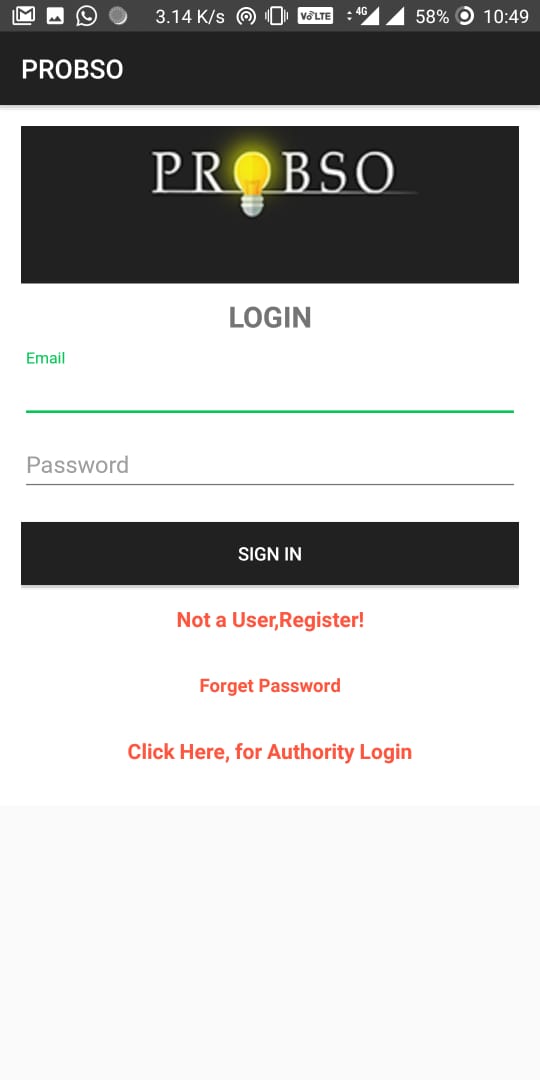 3.14 K/s VoLTE 4G 58% 10:49
PROBSO
PROBSO
LOGIN
Email
Password
SIGN IN
Not a User,Register!
Forget Password
Click Here, for Authority Login